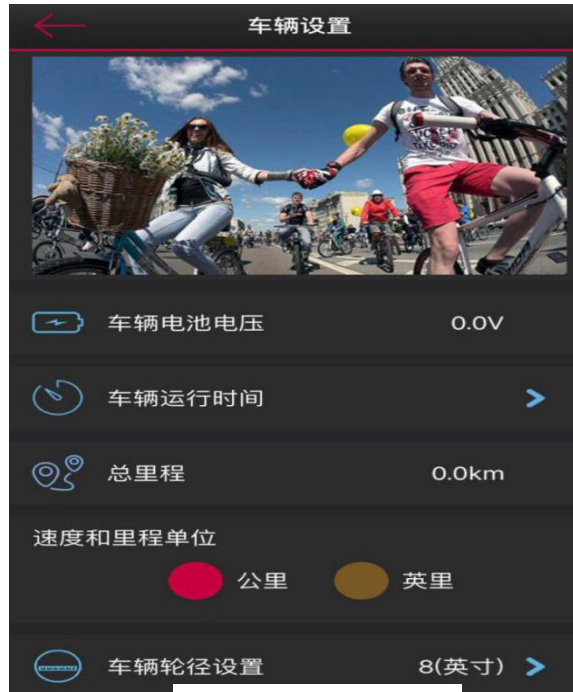 车辆设置
车辆电池电压 0.0V
车辆运行时间
总里程 0.0km
速度和里程单位
公里 英里
车辆轮径设置 8(英寸)